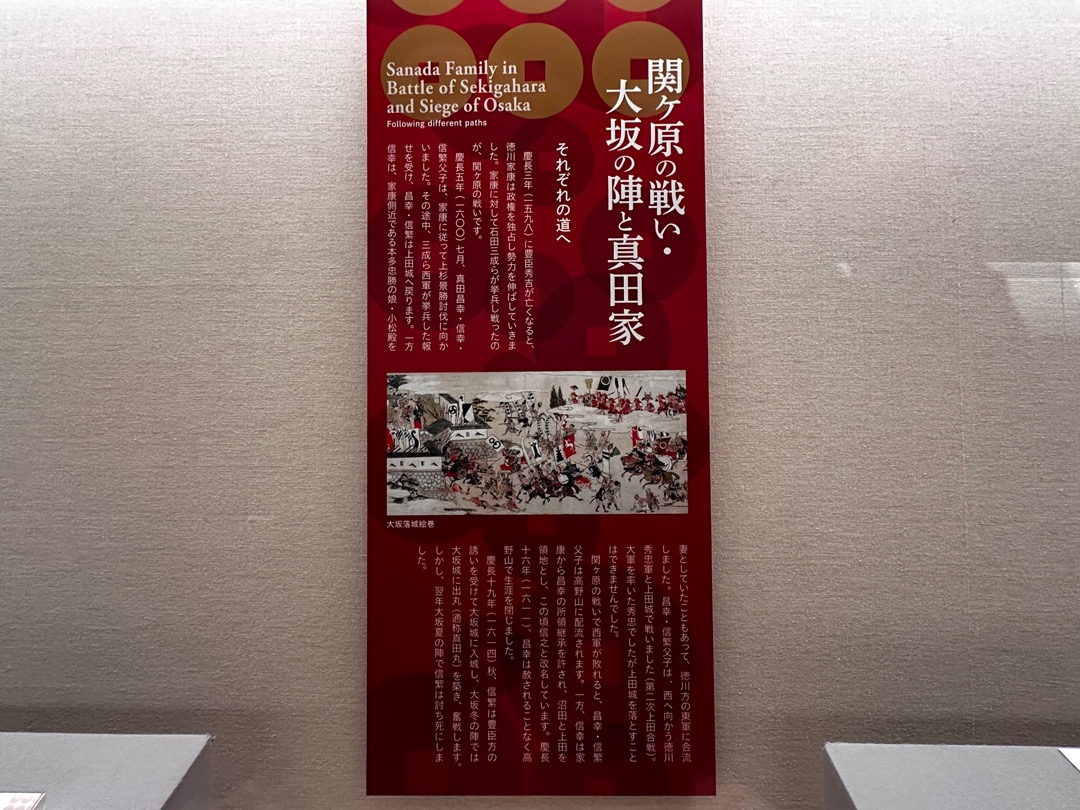 関ヶ原の戦い・
大坂の陣と真田家
Sanada Family in
Battle of Sekigahara
and Siege of Osaka
Following different paths
それぞれの道へ
慶長三年（一五九八）に豊臣秀吉が亡くなると、
徳川家康は政権を独占し勢力を伸ばしていきま
した。家康に対して石田三成らが挙兵し戦ったの
が、関ヶ原の戦いです。
慶長五年（一六〇〇）七月、真田昌幸・信幸・
信繁父子は、家康に従って上杉景勝討伐に向か
いました。その途中、三成ら西軍が挙兵した報
せを受け、昌幸・信繁は上田城へ戻ります。一方
信幸は、家康側近である本多忠勝の娘・小松殿を
大坂落城絵巻
妻としていたこともあって、徳川方の東軍に合流
しました。昌幸・信繁父子は、西へ向かう徳川
秀忠軍と上田城で戦いました（第二次上田合戦）。
大軍を率いた秀忠でしたが上田城を落とすこと
はできませんでした。
関ヶ原の戦いで西軍が敗れると、昌幸・信繁
父子は高野山に配流されます。一方、信幸は家
康から昌幸の所領継承を許され、沼田と上田を
領地とし、この頃信之と改名しています。慶長
十六年（一六一一）、昌幸は赦されることなく高
野山で生涯を閉じました。
慶長十九年（一六一四）秋、信繁は豊臣方の
誘いを受けて大坂城に入城し、大坂冬の陣では
大坂城に出丸（通称真田丸）を築き、奮戦します。
しかし、翌年大坂夏の陣で信繁は討ち死にしま
した。